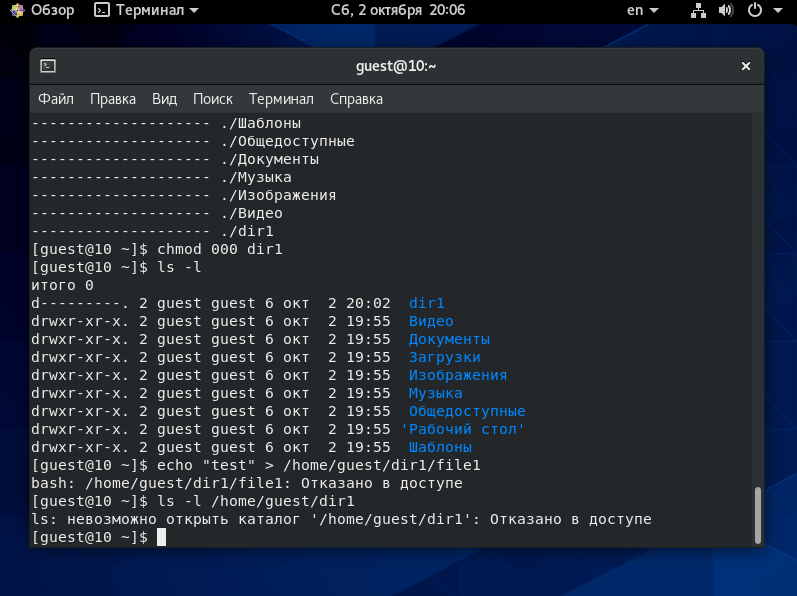 Обзор Терминал Сб, 2 октября 20:06 en
guest@10:~
Файл Правка Вид Поиск Терминал Справка
-------------------- ./Шаблоны
-------------------- ./Общедоступные
-------------------- ./Документы
-------------------- ./Музыка
-------------------- ./Изображения
-------------------- ./Видео
-------------------- ./dir1
[guest@10 ~]$ chmod 000 dir1
[guest@10 ~]$ ls -l
итого 0
d---------. 2 guest guest 6 окт  2 20:02  dir1
drwxr-xr-x. 2 guest guest 6 окт  2 19:55  Видео
drwxr-xr-x. 2 guest guest 6 окт  2 19:55  Документы
drwxr-xr-x. 2 guest guest 6 окт  2 19:55  Загрузки
drwxr-xr-x. 2 guest guest 6 окт  2 19:55  Изображения
drwxr-xr-x. 2 guest guest 6 окт  2 19:55  Музыка
drwxr-xr-x. 2 guest guest 6 окт  2 19:55  Общедоступные
drwxr-xr-x. 2 guest guest 6 окт  2 19:55 'Рабочий стол'
drwxr-xr-x. 2 guest guest 6 окт  2 19:55  Шаблоны
[guest@10 ~]$ echo "test" > /home/guest/dir1/file1
bash: /home/guest/dir1/file1: Отказано в доступе
[guest@10 ~]$ ls -l /home/guest/dir1
ls: невозможно открыть каталог '/home/guest/dir1': Отказано в доступе
[guest@10 ~]$